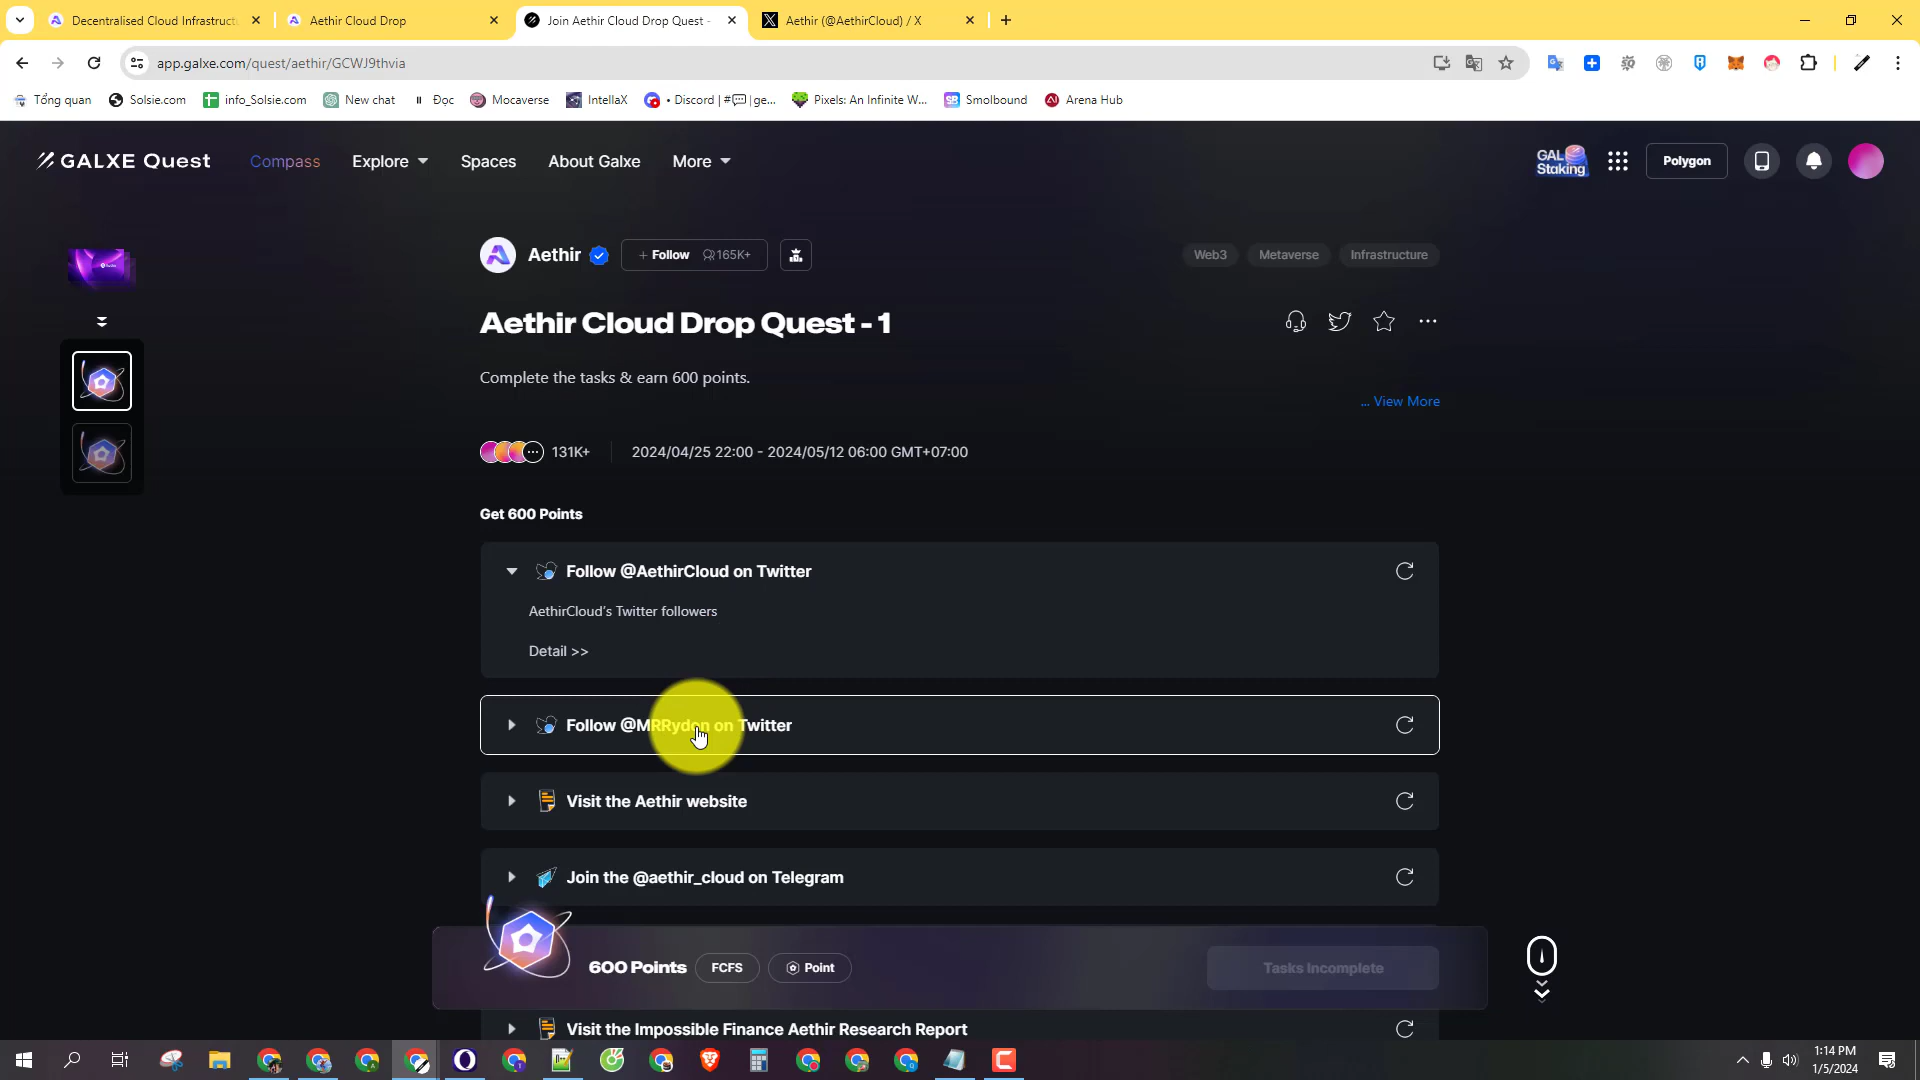 Decentralised Cloud Infrastructu
Aethir Cloud Drop
Join Aethir Cloud Drop Quest -
Aethir (@AethirCloud) / X
app.galxe.com/quest/aethir/GCWJ9thvia
Tổng quan
Solsie.com
info_Solsie.com
New chat
Đọc
Mocaverse
IntellaX
• Discord | #💬|ge...
Pixels: An Infinite W...
Smolbound
Arena Hub
GALXE Quest
Compass
Explore
Spaces
About Galxe
More
GAL Staking
Polygon
Aethir
+ Follow 165K+
Web3
Metaverse
Infrastructure
Aethir Cloud Drop Quest - 1
Complete the tasks & earn 600 points.
... View More
131K+
2024/04/25 22:00 - 2024/05/12 06:00 GMT+07:00
Get 600 Points
Follow @AethirCloud on Twitter
AethirCloud's Twitter followers
Detail >>
Follow @MRRydon on Twitter
Visit the Aethir website
Join the @aethir_cloud on Telegram
600 Points
FCFS
Point
Tasks Incomplete
Visit the Impossible Finance Aethir Research Report
1:14 PM
1/5/2024